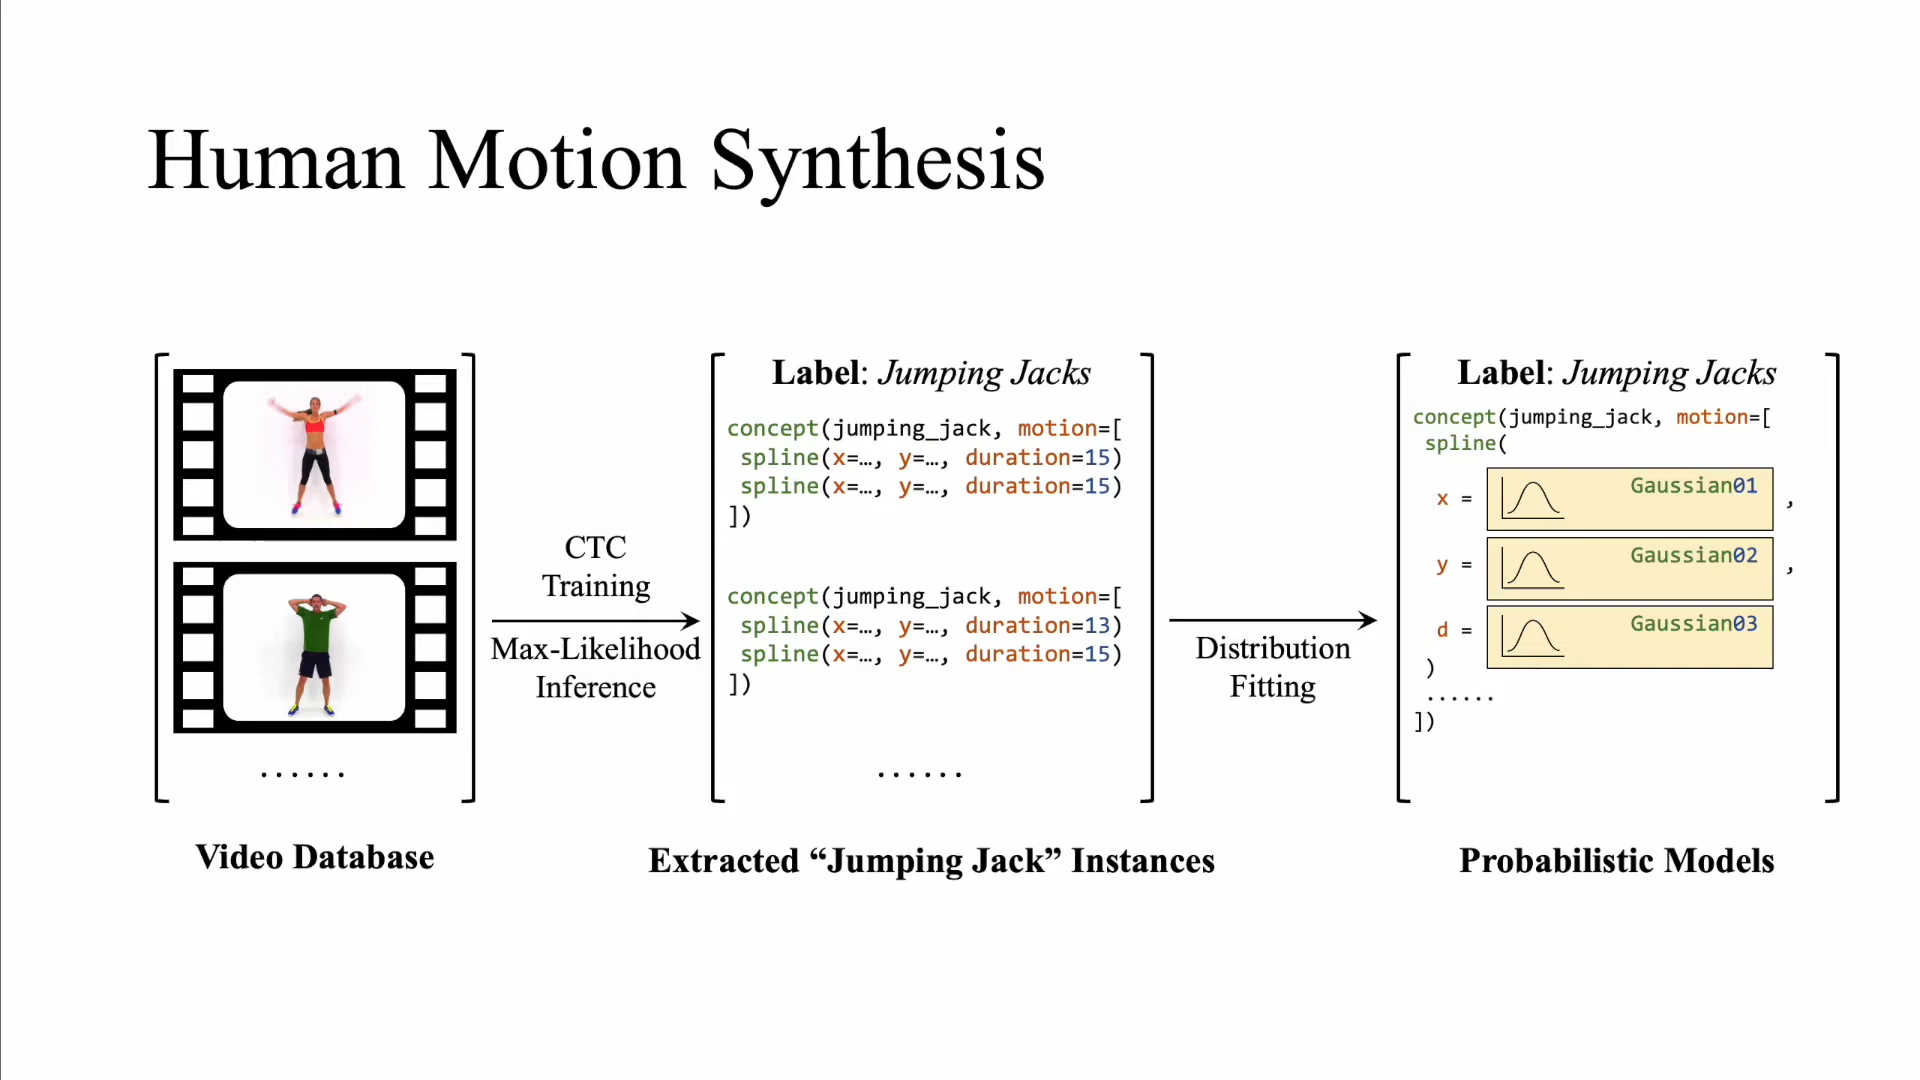 Human Motion Synthesis
......
Video Database
CTC
Training
Max-Likelihood
Inference
Label: Jumping Jacks
concept(jumping_jack, motion=[
spline(x=…, y=…, duration=15)
spline(x=…, y=…, duration=15)
])
concept(jumping_jack, motion=[
spline(x=…, y=…, duration=13)
spline(x=…, y=…, duration=15)
])
......
Extracted “Jumping Jack” Instances
Distribution
Fitting
Label: Jumping Jacks
concept(jumping_jack, motion=[
spline(
x = Gaussian01 ,
y = Gaussian02 ,
d = Gaussian03
)
......
])
Probabilistic Models